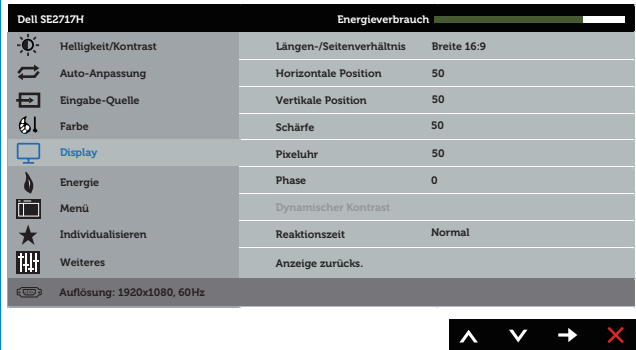 Dell SE2717H Energieverbrauch
Helligkeit/Kontrast Längen-/Seitenverhältnis Breite 16:9
Auto-Anpassung Horizontale Position 50
Eingabe-Quelle Vertikale Position 50
Farbe Schärfe 50
Display Pixeluhr 50
Energie Phase 0
Menü Dynamischer Kontrast
Individualisieren Reaktionszeit Normal
Weiteres Anzeige zurücks.
Auflösung: 1920x1080, 60Hz